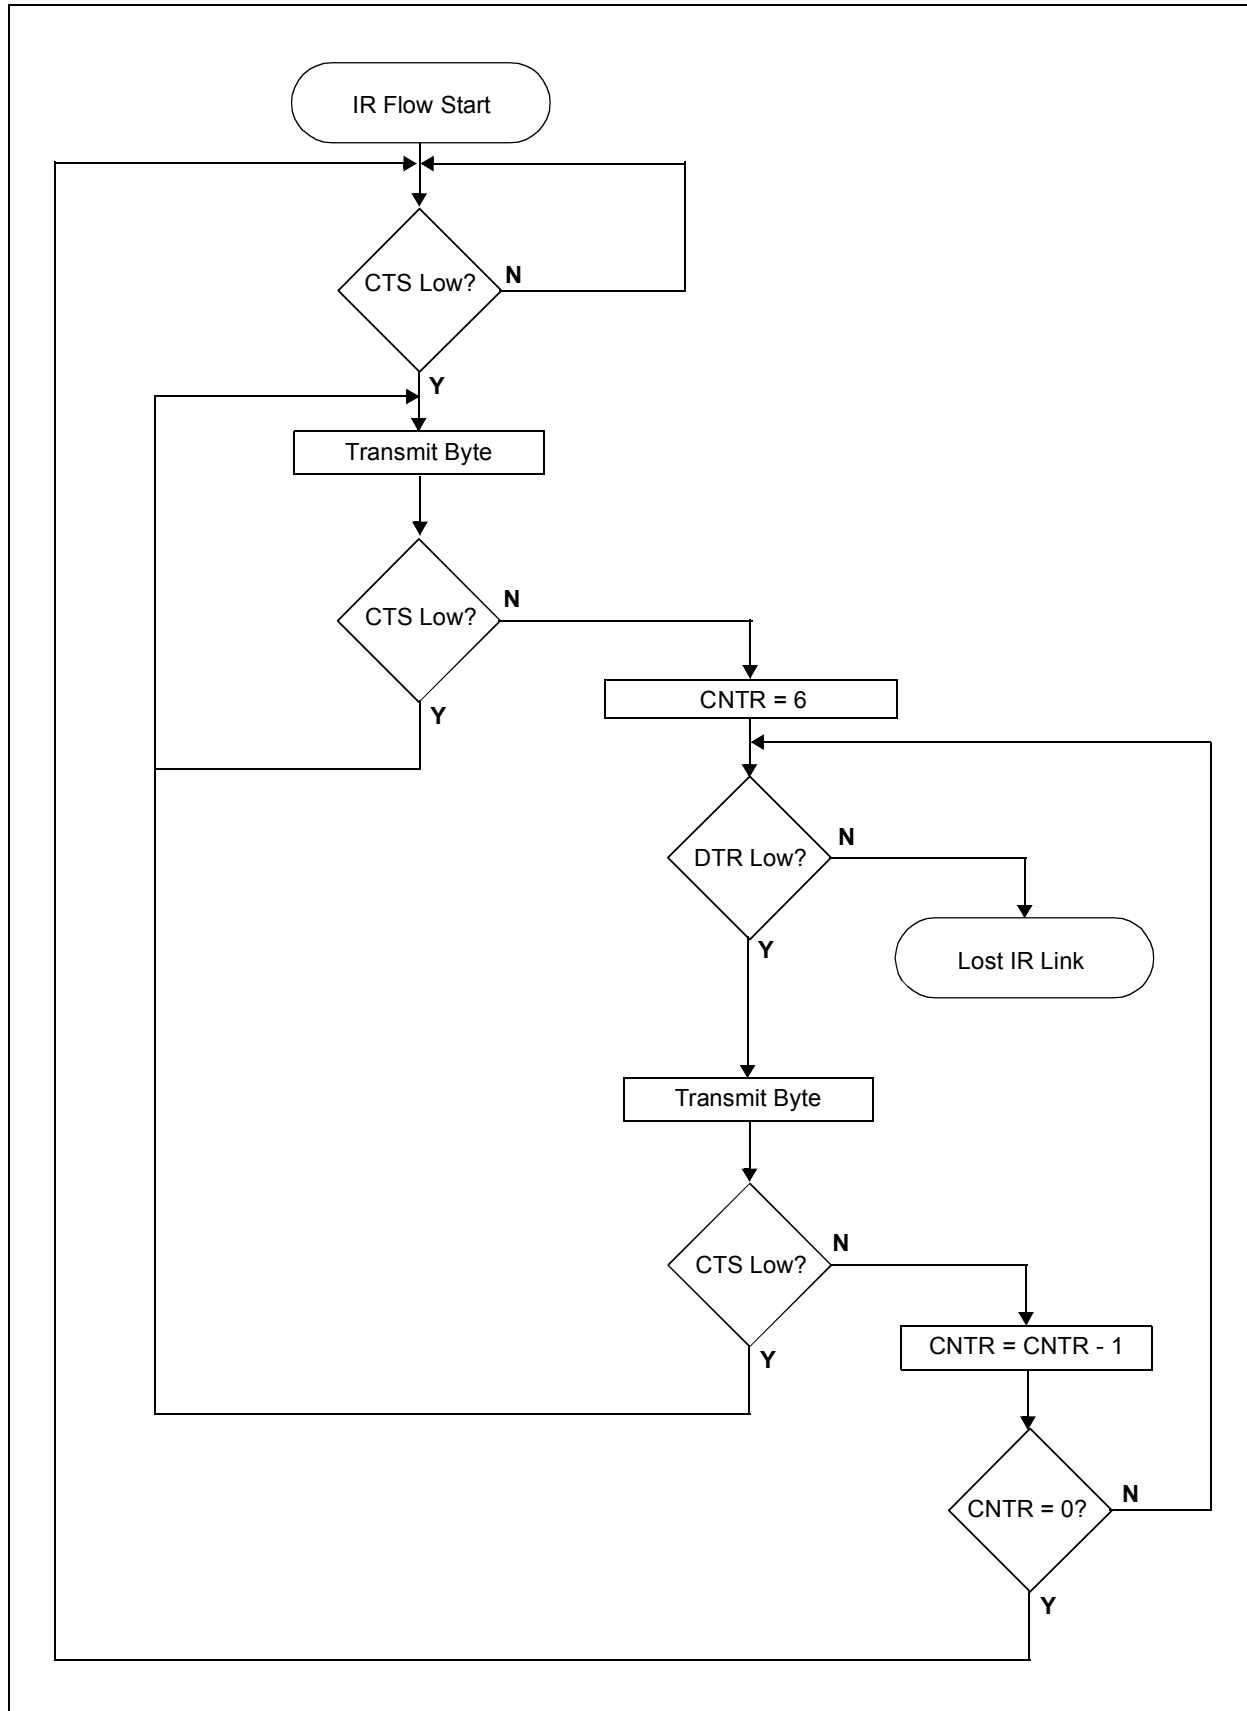 IR Flow Start
CTS Low?
N
Y
Transmit Byte
CTS Low?
N
Y
CNTR = 6
DTR Low?
N
Y
Lost IR Link
Transmit Byte
CTS Low?
N
Y
CNTR = CNTR - 1
CNTR = 0?
N
Y